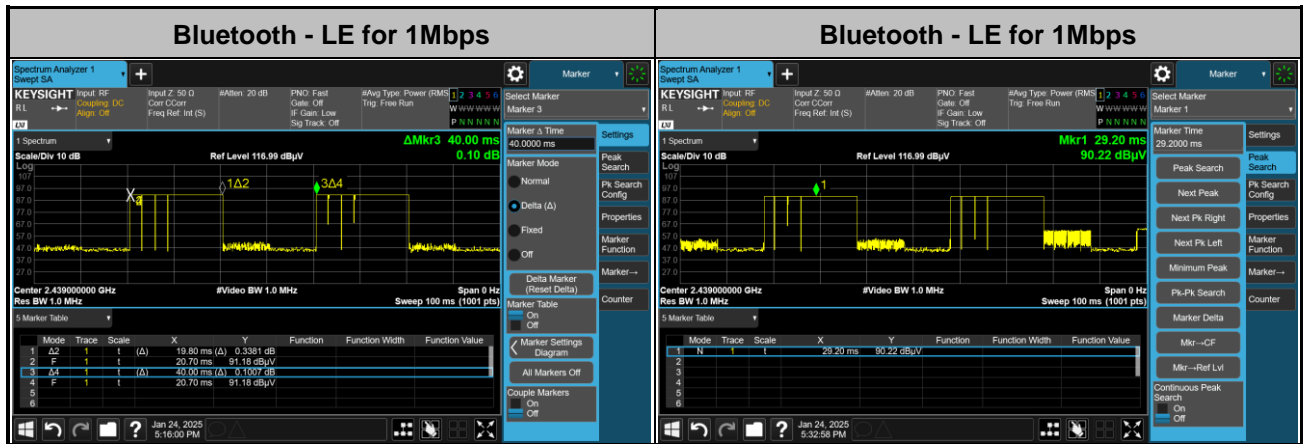 Bluetooth - LE for 1Mbps
Spectrum Analyzer 1
Swept SA
Marker
KEYSIGHT
RL
Input: RF
Coupling: DC
Align: Off
Input Z: 50 Ω
Corr CCorr
Freq Ref: Int (S)
#Atten: 20 dB
PNO: Fast
Gate: Off
IF Gain: Low
Sig Track: Off
#Avg Type: Power (RMS
Trig: Free Run
1 2 3 4 5 6
W W W W W W
P N N N N N
Select Marker
Marker 3
1 Spectrum
ΔMkr3 40.00 ms
0.10 dB
Scale/Div 10 dB
Ref Level 116.99 dBµV
Log
107
97.0
87.0
77.0
67.0
57.0
47.0
37.0
27.0
1Δ2
3Δ4
Center 2.439000000 GHz
Res BW 1.0 MHz
#Video BW 1.0 MHz
Span 0 Hz
Sweep 100 ms (1001 pts)
5 Marker Table
Mode Trace Scale X Y Function Function Width Function Value
1 Δ2 1 t (Δ) 19.80 ms (Δ) 0.3381 dB
2 F 1 t 20.70 ms 91.18 dBµV
3 Δ4 1 t (Δ) 40.00 ms (Δ) 0.1007 dB
4 F 1 t 20.70 ms 91.18 dBµV
5
6
Marker Δ Time
40.0000 ms
Marker Mode
Normal
Delta (Δ)
Fixed
Off
Delta Marker
(Reset Delta)
Marker Table
On
Off
Marker Settings
Diagram
All Markers Off
Couple Markers
On
Off
Settings
Peak
Search
Pk Search
Config
Properties
Marker
Function
Marker→
Counter
Jan 24, 2025
5:16:00 PM
Bluetooth - LE for 1Mbps
Spectrum Analyzer 1
Swept SA
Marker
KEYSIGHT
RL
Input: RF
Coupling: DC
Align: Off
Input Z: 50 Ω
Corr CCorr
Freq Ref: Int (S)
#Atten: 20 dB
PNO: Fast
Gate: Off
IF Gain: Low
Sig Track: Off
#Avg Type: Power (RMS
Trig: Free Run
1 2 3 4 5 6
W W W W W W
P N N N N N
Select Marker
Marker 1
1 Spectrum
Mkr1 29.20 ms
90.22 dBµV
Scale/Div 10 dB
Ref Level 116.99 dBµV
Log
107
97.0
87.0
77.0
67.0
57.0
47.0
37.0
27.0
1
Center 2.439000000 GHz
Res BW 1.0 MHz
#Video BW 1.0 MHz
Span 0 Hz
Sweep 100 ms (1001 pts)
5 Marker Table
Mode Trace Scale X Y Function Function Width Function Value
1 N 1 t 29.20 ms 90.22 dBµV
2
3
4
5
6
Marker Time
29.2000 ms
Peak Search
Next Peak
Next Pk Right
Next Pk Left
Minimum Peak
Pk-Pk Search
Marker Delta
Mkr→CF
Mkr→Ref Lvl
Continuous Peak
Search
On
Off
Settings
Peak
Search
Pk Search
Config
Properties
Marker
Function
Marker→
Counter
Jan 24, 2025
5:32:58 PM